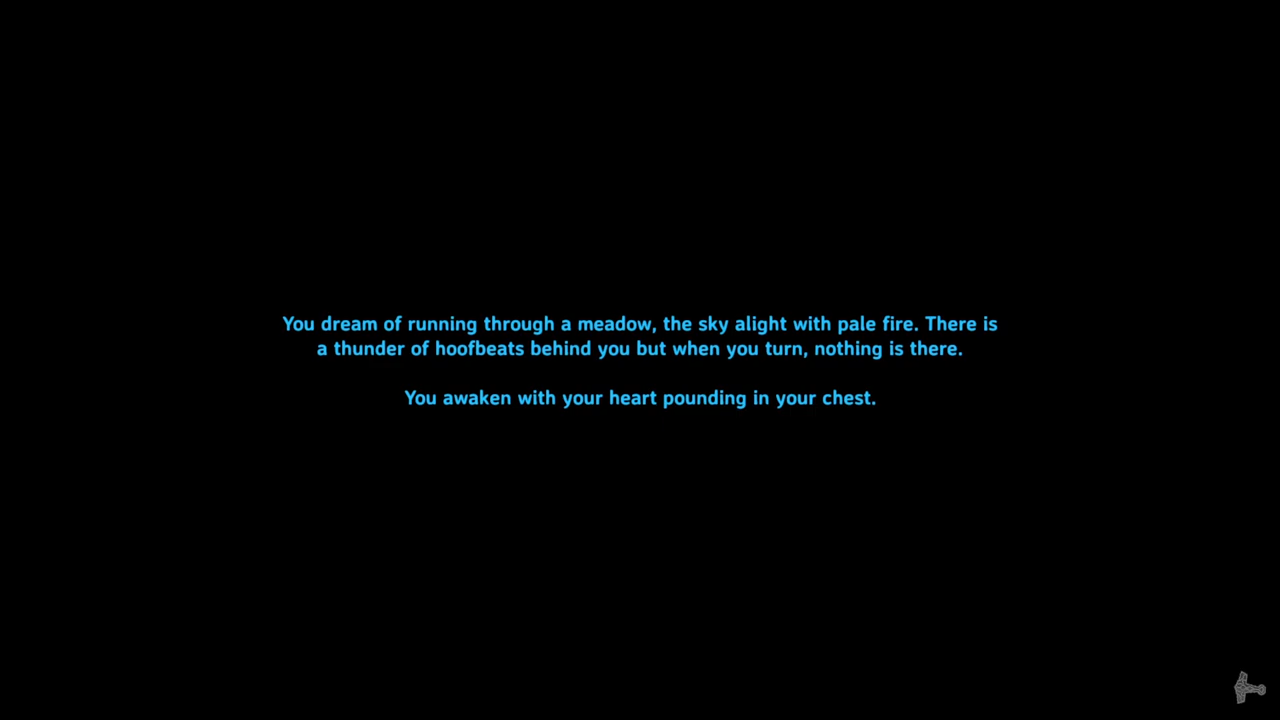 You dream of running through a meadow, the sky alight with pale fire. There is
a thunder of hoofbeats behind you but when you turn, nothing is there.
You awaken with your heart pounding in your chest.